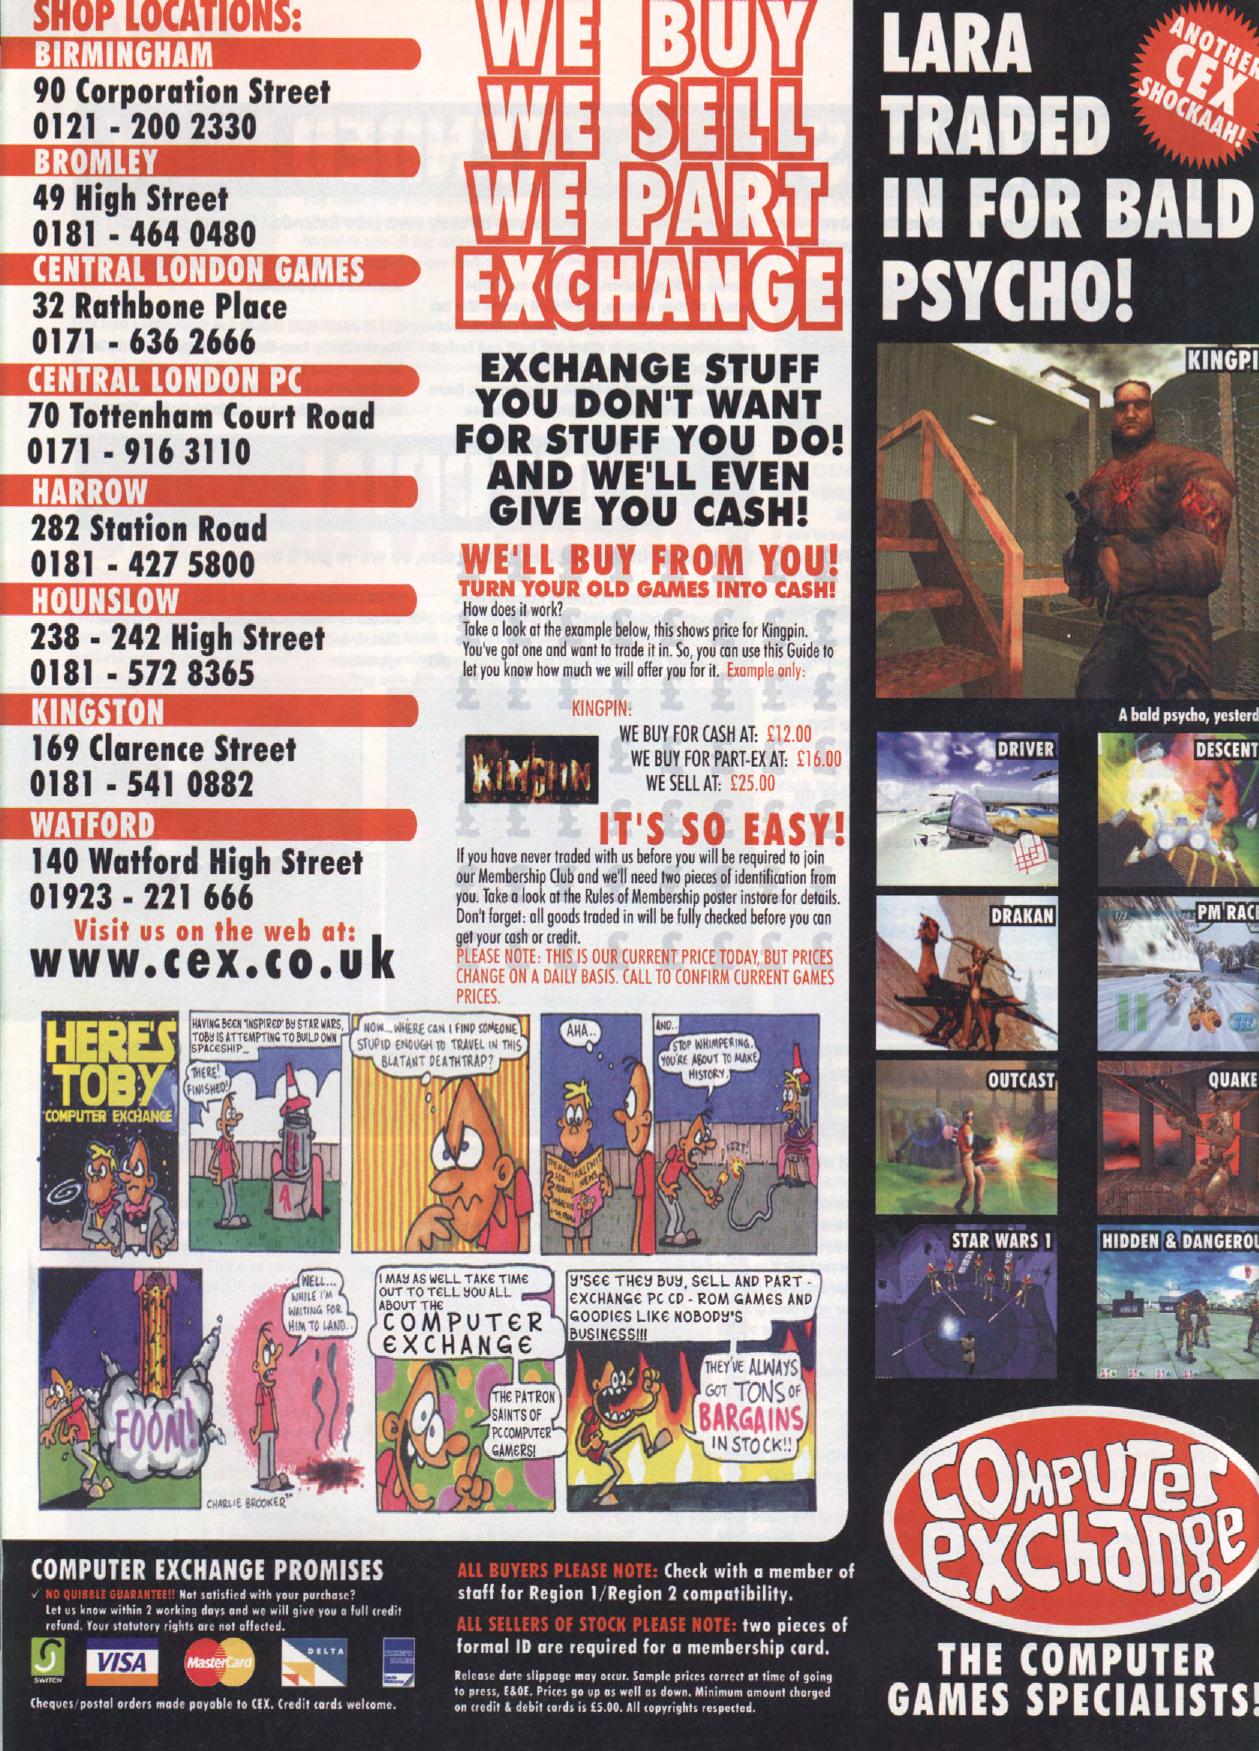 SHOP LOCATIONS:
BIRMINGHAM
90 Corporation Street
0121 - 200 2330
BROMLEY
49 High Street
0181 - 464 0480
CENTRAL LONDON GAMES
32 Rathbone Place
0171 - 636 2666
CENTRAL LONDON PC
70 Tottenham Court Road
0171 - 916 3110
HARROW
282 Station Road
0181 - 427 5800
HOUNSLOW
238 - 242 High Street
0181 - 572 8365
KINGSTON
169 Clarence Street
0181 - 541 0882
WATFORD
140 Watford High Street
01923 - 221 666
Visit us on the web at:
www.cex.co.uk
WE BUY
WE SELL
WE PART
EXCHANGE
EXCHANGE STUFF
YOU DON'T WANT
FOR STUFF YOU DO!
AND WE'LL EVEN
GIVE YOU CASH!
WE'LL BUY FROM YOU!
TURN YOUR OLD GAMES INTO CASH!
How does it work?
Take a look at the example below, this shows price for Kingpin.
You've got one and want to trade it in. So, you can use this Guide to
let you know how much we will offer you for it. Example only:
KINGPIN:
KINGPIN
WE BUY FOR CASH AT: £12.00
WE BUY FOR PART-EX AT: £16.00
WE SELL AT: £25.00
IT'S SO EASY!
If you have never traded with us before you will be required to join
our Membership Club and we'll need two pieces of identification from
you. Take a look at the Rules of Membership poster instore for details.
Don't forget: all goods traded in will be fully checked before you can
get your cash or credit.
PLEASE NOTE: THIS IS OUR CURRENT PRICE TODAY, BUT PRICES
CHANGE ON A DAILY BASIS. CALL TO CONFIRM CURRENT GAMES
PRICES.
HERE'S
TOBY
COMPUTER EXCHANGE
HAVING BEEN 'INSPIRED' BY STAR WARS,
TOBY IS ATTEMPTING TO BUILD OWN
SPACESHIP...
THERE!
FINISHED!
NOW... WHERE CAN I FIND SOMEONE
STUPID ENOUGH TO TRAVEL IN THIS
BLATANT DEATHTRAP?
AHA..
AND..
STOP WHIMPERING.
YOU'RE ABOUT TO MAKE
HISTORY.
FZZT!
FOOM!
WELL...
WHILE I'M
WAITING FOR
HIM TO LAND..
CHARLIE BROOKER™
I MAY AS WELL TAKE TIME
OUT TO TELL YOU ALL
ABOUT THE
COMPUTER
EXCHANGE
THE PATRON
SAINTS OF
PC COMPUTER
GAMERS!
Y'SEE THEY BUY, SELL AND PART -
EXCHANGE PC CD - ROM GAMES AND
GOODIES LIKE NOBODY'S
BUSINESS!!!
THEY'VE ALWAYS
GOT TONS OF
BARGAINS
IN STOCK!!
COMPUTER EXCHANGE PROMISES
✓ NO QUIBBLE GUARANTEE!! Not satisfied with your purchase?
Let us know within 2 working days and we will give you a full credit
refund. Your statutory rights are not affected.
SWITCH
VISA
MasterCard
DELTA
Cheques/postal orders made payable to CEX. Credit cards welcome.
ALL BUYERS PLEASE NOTE: Check with a member of
staff for Region 1/Region 2 compatibility.
ALL SELLERS OF STOCK PLEASE NOTE: two pieces of
formal ID are required for a membership card.
Release date slippage may occur. Sample prices correct at time of going
to press, E&OE. Prices go up as well as down. Minimum amount charged
on credit & debit cards is £5.00. All copyrights respected.
LARA
TRADED
IN FOR BALD
PSYCHO!
ANOTHER
CEX
SHOCKAAH!
KINGPI
A bald psycho, yesterd
DRIVER
DESCENT
DRAKAN
PM RACI
OUTCAST
QUAKE
STAR WARS 1
HIDDEN & DANGEROU
COMPUTER
EXCHANGE
THE COMPUTER
GAMES SPECIALISTS!